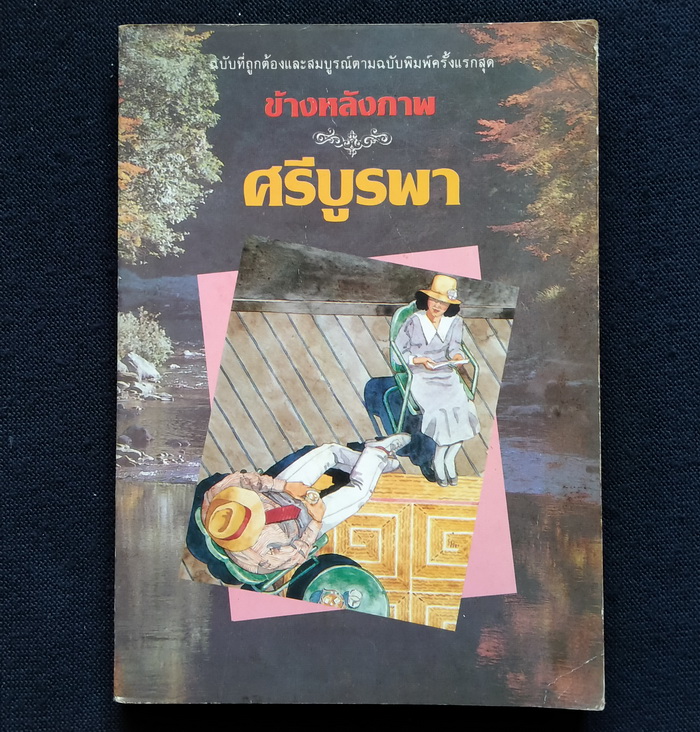 ฉบับที่ถูกต้องและสมบูรณ์ตามฉบับพิมพ์ครั้งแรกสุด
ข้างหลังภาพ
ศรีบูรพา